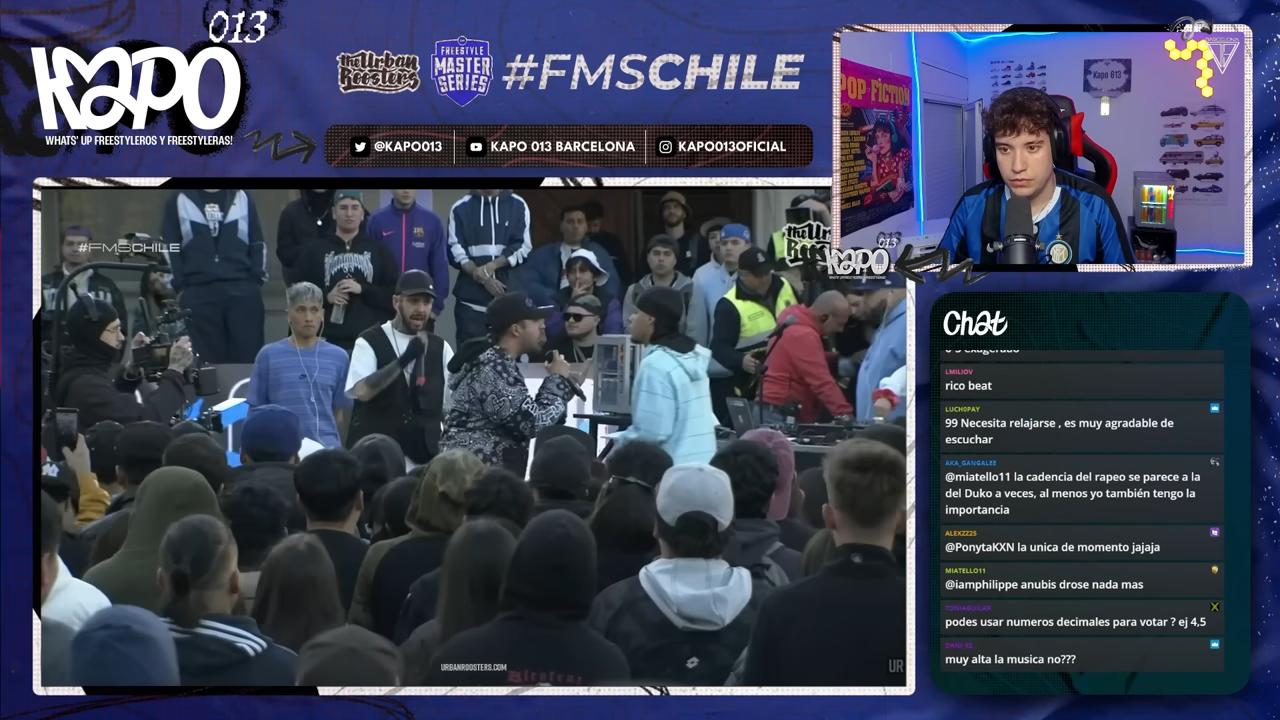 013
KAPO
WHATS' UP FREESTYLEROS Y FREESTYLERAS!
the Urban Roosters
FREESTYLE
MASTER
SERIES
#FMSCHILE
@KAPO013
KAPO 013 BARCELONA
KAPO013OFICIAL
POP FICTION
Kapo 613
BARCELONA
#FMSCHILE
013
KAPO
URBANROOSTERS.COM
UR
Chat
LMILIOV
rico beat
LUCH0PAY
99 Necesita relajarse , es muy agradable de
escuchar
AKA_GANGALEE
@miatello11 la cadencia del rapeo se parece a la
del Duko a veces, al menos yo también tengo la
importancia
ALEXZZ25
@PonytaKXN la unica de momento jajaja
MIATELLO11
@iamphilippe anubis drose nada mas
TONIAGUILAR
podes usar numeros decimales para votar ? ej 4,5
muy alta la musica no???